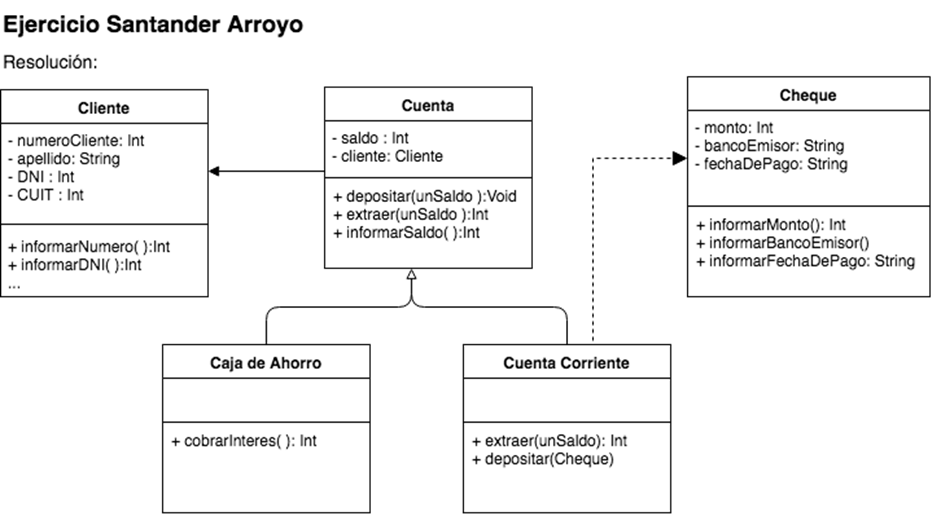 Ejercicio Santander Arroyo
Resolución:
Cliente
- numeroCliente: Int
- apellido: String
- DNI : Int
- CUIT : Int
+ informarNumero( ):Int
+ informarDNI( ):Int
...
Cuenta
- saldo : Int
- cliente: Cliente
+ depositar(unSaldo ):Void
+ extraer(unSaldo ):Int
+ informarSaldo( ):Int
Cheque
- monto: Int
- bancoEmisor: String
- fechaDePago: String
+ informarMonto(): Int
+ informarBancoEmisor()
+ informarFechaDePago: String
Caja de Ahorro
+ cobrarInteres( ): Int
Cuenta Corriente
+ extraer(unSaldo): Int
+ depositar(Cheque)